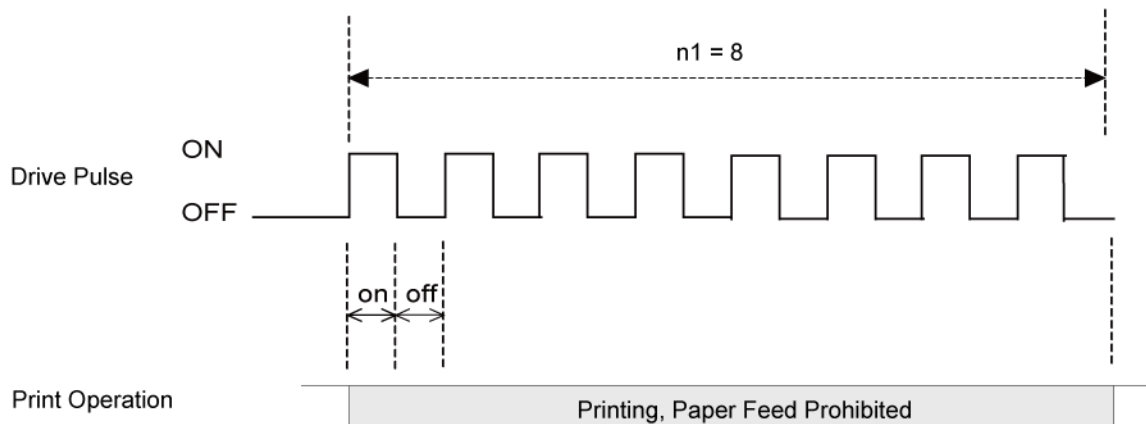 n1 = 8
ON
Drive Pulse
OFF
on off
Print Operation
Printing, Paper Feed Prohibited